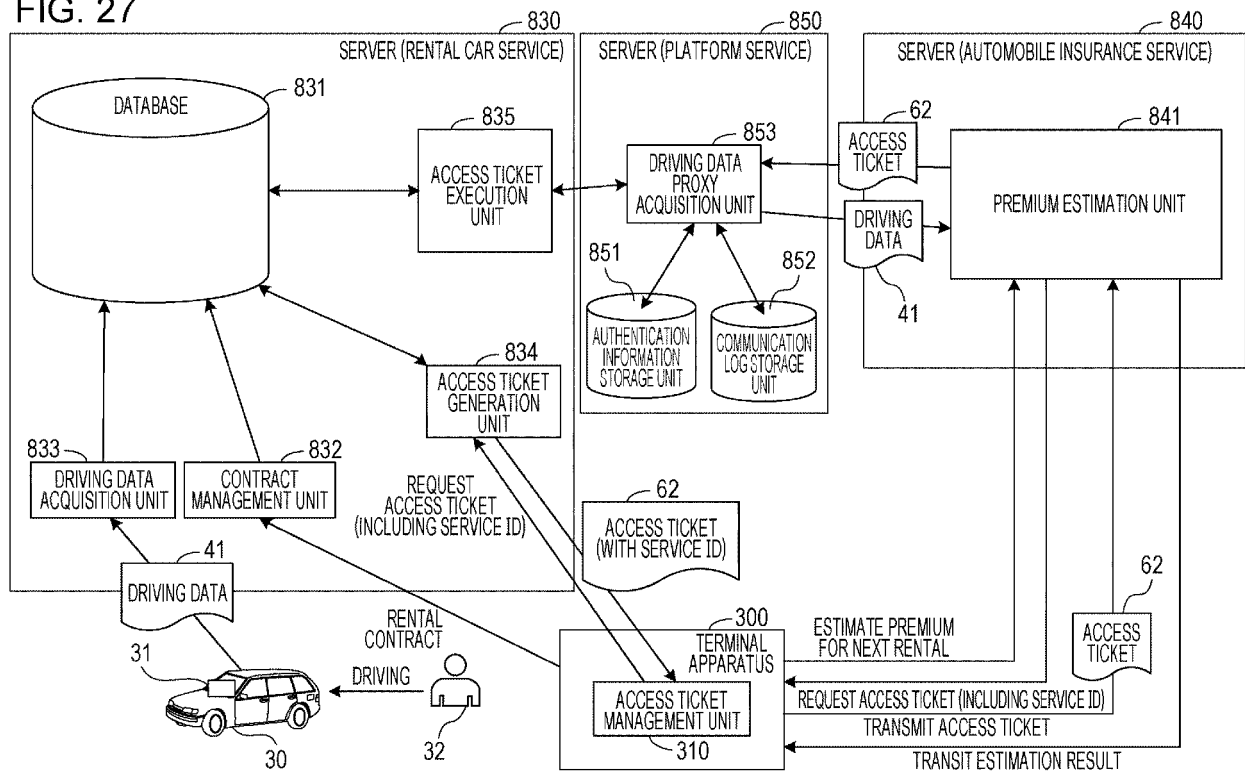 FIG. 27
830
SERVER (RENTAL CAR SERVICE)
831
DATABASE
835
ACCESS TICKET
EXECUTION
UNIT
834
ACCESS TICKET
GENERATION
UNIT
833
DRIVING DATA
ACQUISITION UNIT
832
CONTRACT
MANAGEMENT UNIT
REQUEST
ACCESS TICKET
(INCLUDING SERVICE ID)
850
SERVER (PLATFORM SERVICE)
853
DRIVING DATA
PROXY
ACQUISITION UNIT
851
AUTHENTICATION
INFORMATION
STORAGE UNIT
852
COMMUNICATION
LOG STORAGE
UNIT
840
SERVER (AUTOMOBILE INSURANCE SERVICE)
62
ACCESS
TICKET
841
PREMIUM ESTIMATION UNIT
DRIVING
DATA
41
62
ACCESS TICKET
(WITH SERVICE ID)
41
DRIVING DATA
RENTAL
CONTRACT
31
DRIVING
30
32
300
TERMINAL
APPARATUS
ACCESS TICKET
MANAGEMENT UNIT
310
ESTIMATE PREMIUM
FOR NEXT RENTAL
62
ACCESS
TICKET
REQUEST ACCESS TICKET (INCLUDING SERVICE ID)
TRANSMIT ACCESS TICKET
TRANSIT ESTIMATION RESULT